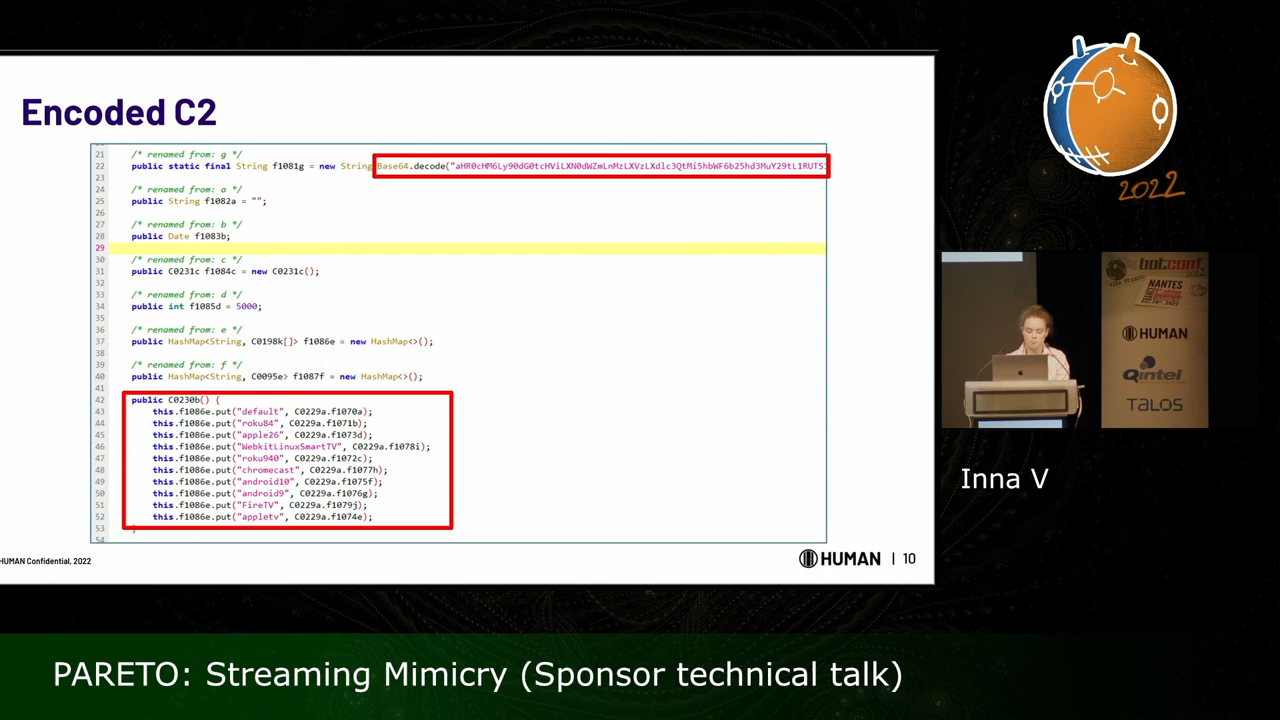 Encoded C2
21 /* renamed from: g */
22 public static final String f1081g = new String Base64.decode("aHR0cHM6Ly90dG0tcHViLXN0dWZmLnMzLXVzLXdlc3QtMi5hbWF6b25hd3MuY29tL1RUTS
23
24 /* renamed from: a */
25 public String f1082a = "";
26
27 /* renamed from: b */
28 public Date f1083b;
29
30 /* renamed from: c */
31 public C0231c f1084c = new C0231c();
32
33 /* renamed from: d */
34 public int f1085d = 5000;
35
36 /* renamed from: e */
37 public HashMap<String, C0198k[]> f1086e = new HashMap<>();
38
39 /* renamed from: f */
40 public HashMap<String, C0095e> f1087f = new HashMap<>();
41
42 public C0230b() {
43 this.f1086e.put("default", C0229a.f1070a);
44 this.f1086e.put("roku84", C0229a.f1071b);
45 this.f1086e.put("apple26", C0229a.f1073d);
46 this.f1086e.put("WebkitLinuxSmartTV", C0229a.f1078i);
47 this.f1086e.put("roku940", C0229a.f1072c);
48 this.f1086e.put("chromecast", C0229a.f1077h);
49 this.f1086e.put("android10", C0229a.f1075f);
50 this.f1086e.put("android9", C0229a.f1076g);
51 this.f1086e.put("FireTV", C0229a.f1079j);
52 this.f1086e.put("appletv", C0229a.f1074e);
53 }
54
HUMAN Confidential, 2022
HUMAN | 10
2022
botconf
NANTES
HUMAN
Qintel
TALOS
Inna V
PARETO: Streaming Mimicry (Sponsor technical talk)